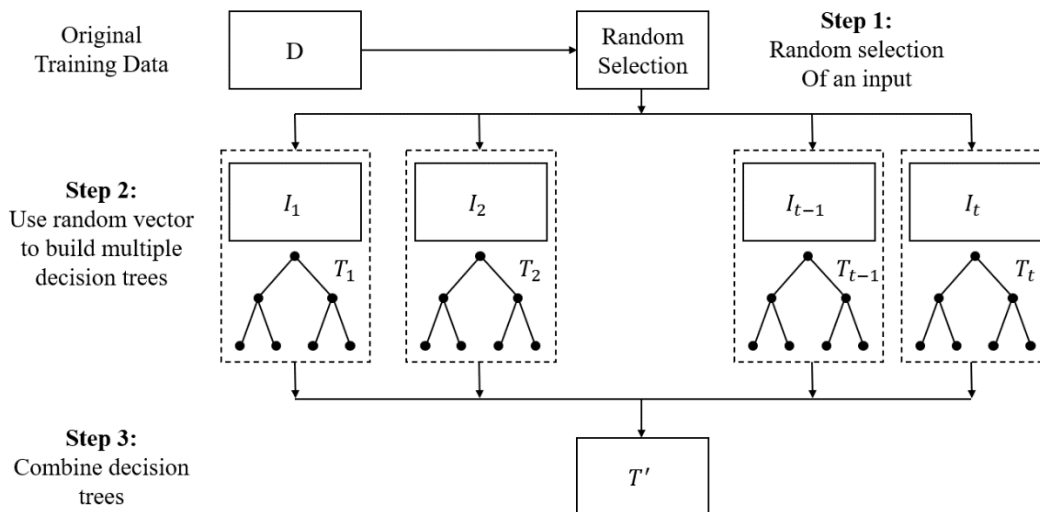 Original
Training Data
D
Random
Selection
Step 1:
Random selection
Of an input
Step 2:
Use random vector
to build multiple
decision trees
I₁
I₂
Iₜ₋₁
Iₜ
T₁
T₂
Tₜ₋₁
Tₜ
Step 3:
Combine decision
trees
T′